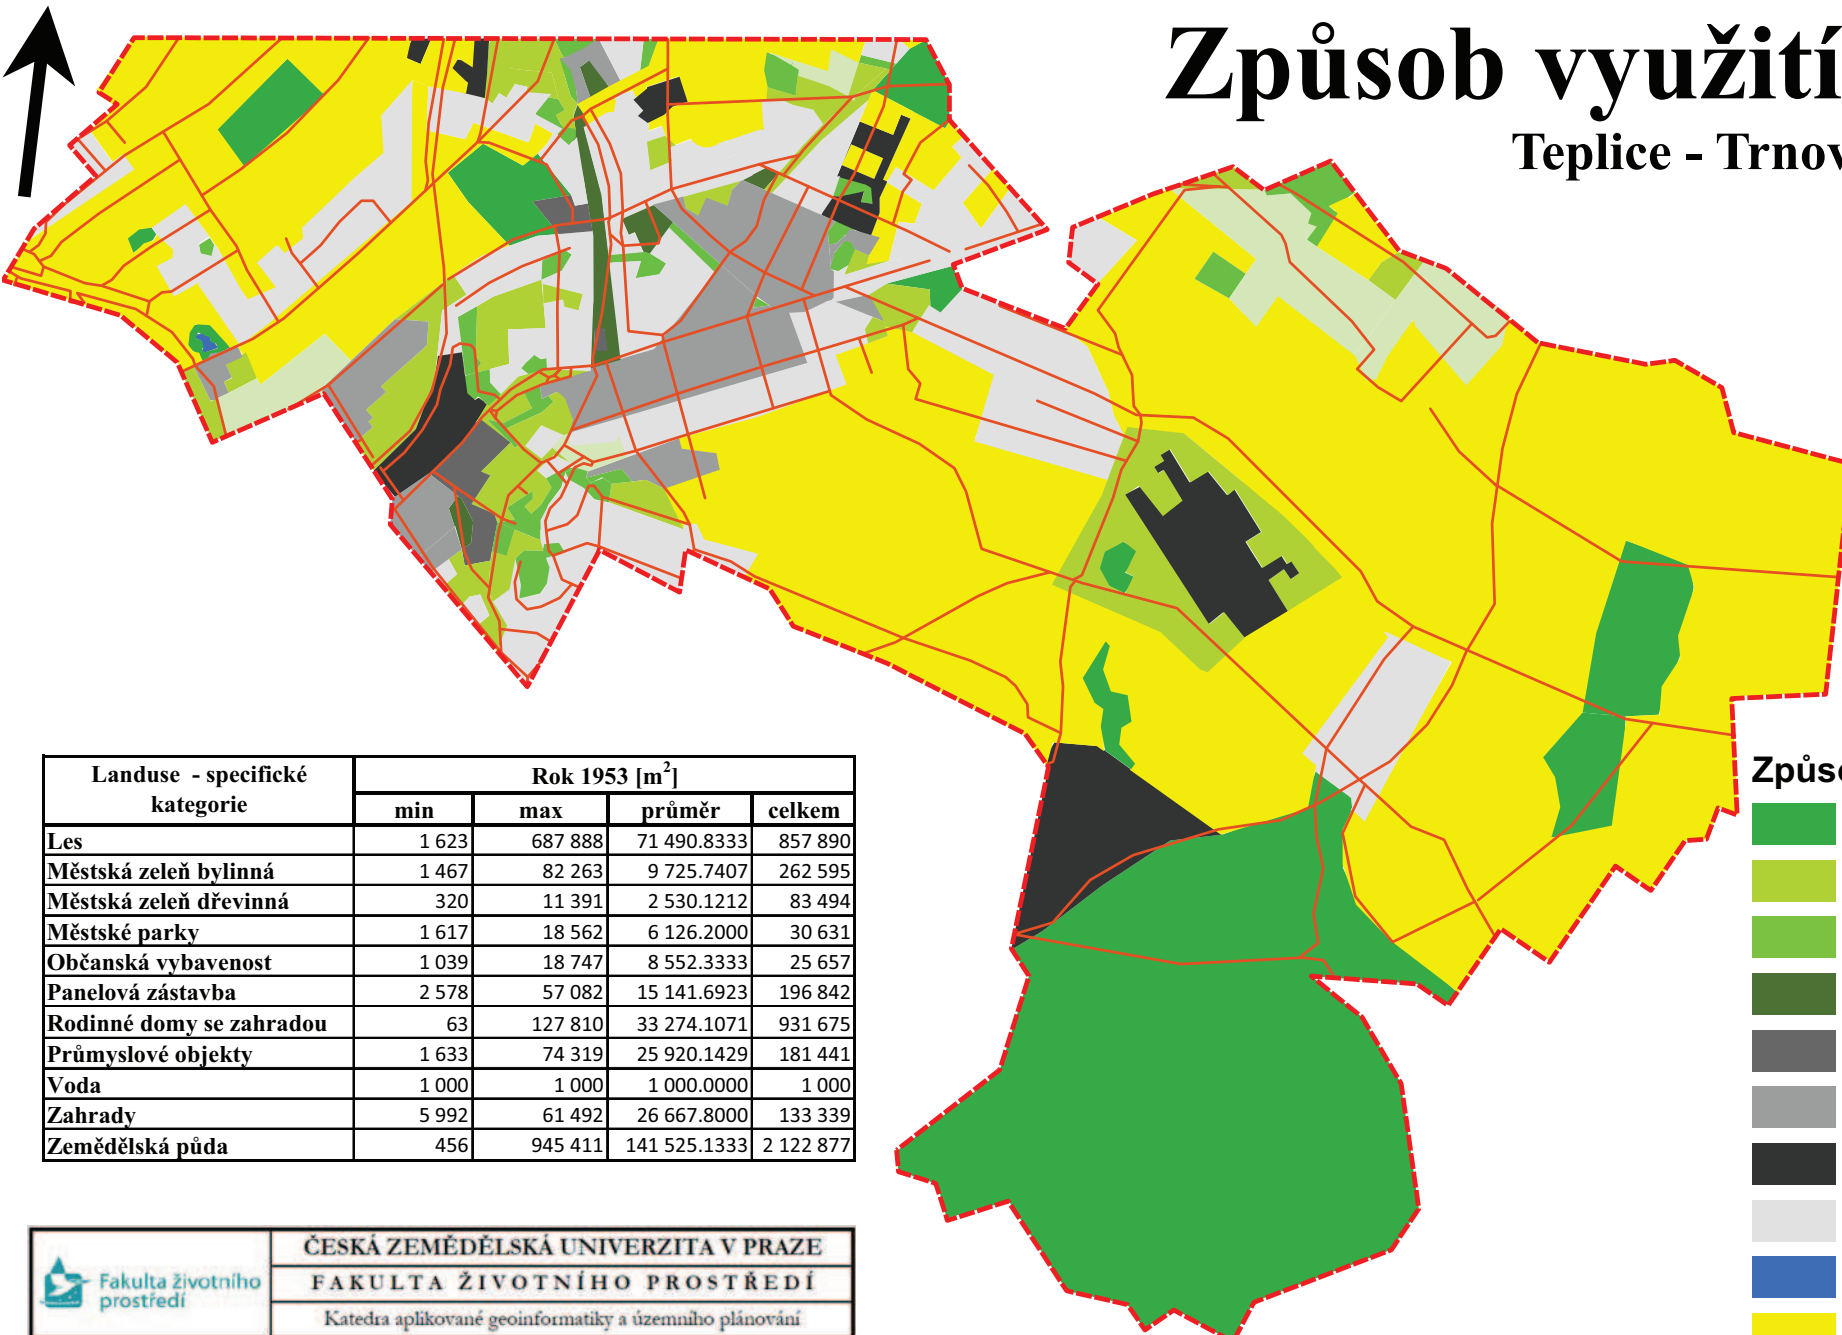 Způsob využití
Teplice - Trnov
Landuse - specifické kategorie Rok 1953 [m²]
min max průměr celkem
Les 1 623 687 888 71 490.8333 857 890
Městská zeleň bylinná 1 467 82 263 9 725.7407 262 595
Městská zeleň dřevinná 320 11 391 2 530.1212 83 494
Městské parky 1 617 18 562 6 126.2000 30 631
Občanská vybavenost 1 039 18 747 8 552.3333 25 657
Panelová zástavba 2 578 57 082 15 141.6923 196 842
Rodinné domy se zahradou 63 127 810 33 274.1071 931 675
Průmyslové objekty 1 633 74 319 25 920.1429 181 441
Voda 1 000 1 000 1 000.0000 1 000
Zahrady 5 992 61 492 26 667.8000 133 339
Zemědělská půda 456 945 411 141 525.1333 2 122 877
Způso
Fakulta životního
prostředí
ČESKÁ ZEMĚDĚLSKÁ UNIVERZITA V PRAZE
FAKULTA ŽIVOTNÍHO PROSTŘEDÍ
Katedra aplikované geoinformatiky a územního plánování